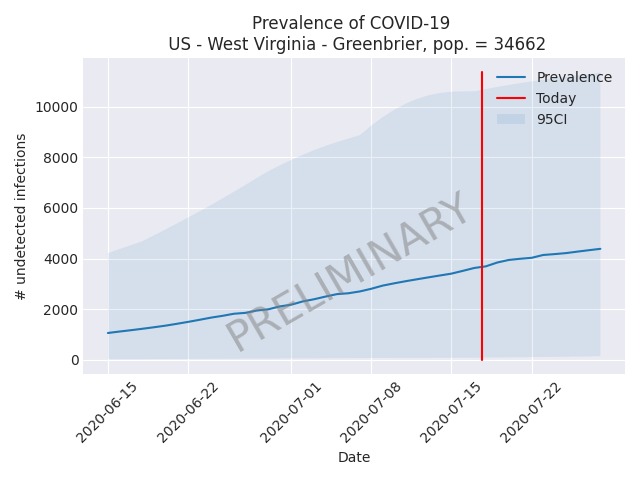 Prevalence of COVID-19
US - West Virginia - Greenbrier, pop. = 34662
# undetected infections
10000
8000
6000
4000
2000
0
Prevalence
Today
95CI
PRELIMINARY
2020-06-15
2020-06-22
2020-07-01
2020-07-08
2020-07-15
2020-07-22
Date